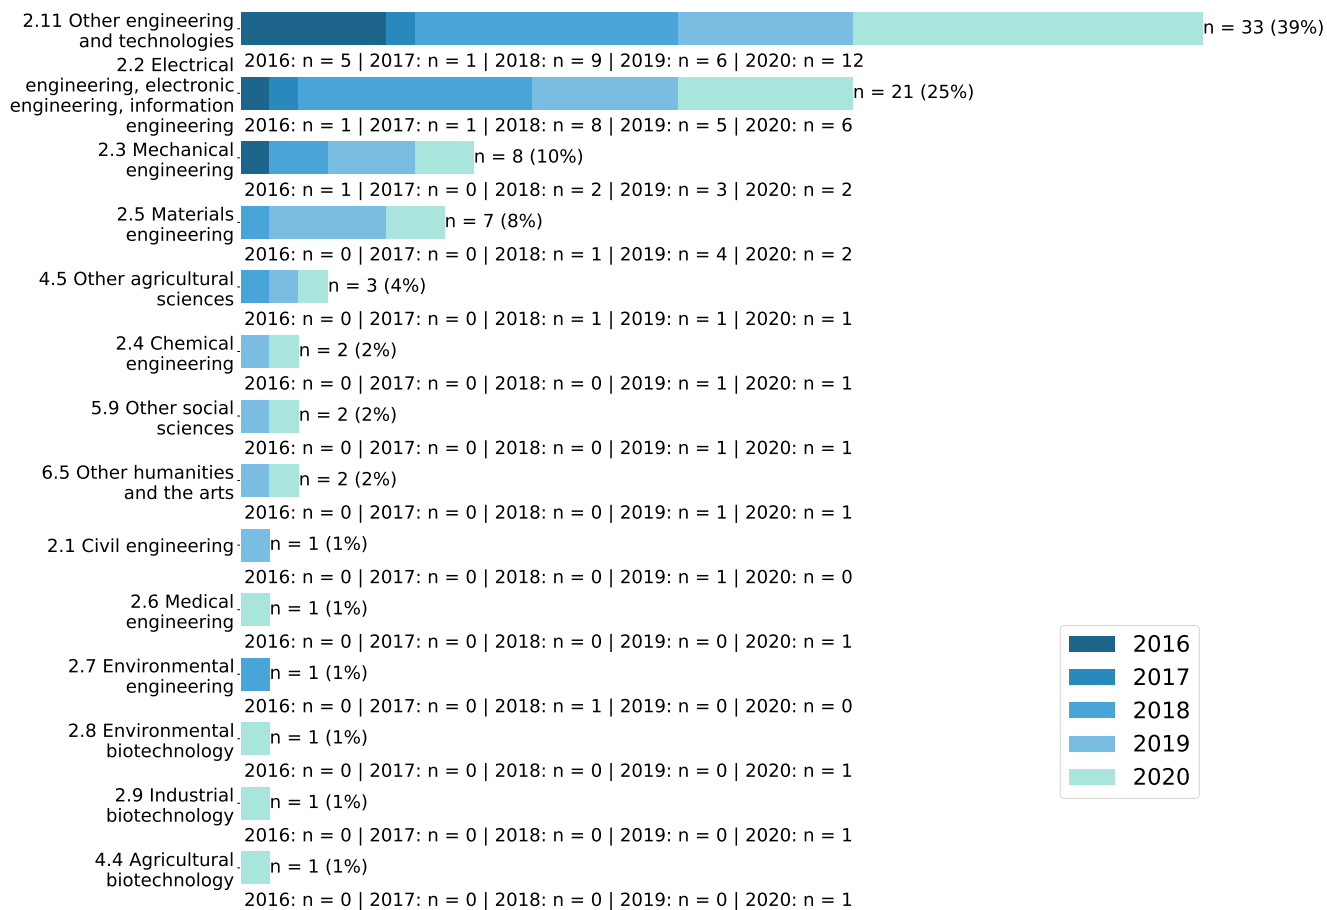 2.11 Other engineering
and technologies
n = 33 (39%)
2016: n = 5 | 2017: n = 1 | 2018: n = 9 | 2019: n = 6 | 2020: n = 12
2.2 Electrical
engineering, electronic
engineering, information
engineering
n = 21 (25%)
2016: n = 1 | 2017: n = 1 | 2018: n = 8 | 2019: n = 5 | 2020: n = 6
2.3 Mechanical
engineering
n = 8 (10%)
2016: n = 1 | 2017: n = 0 | 2018: n = 2 | 2019: n = 3 | 2020: n = 2
2.5 Materials
engineering
n = 7 (8%)
2016: n = 0 | 2017: n = 0 | 2018: n = 1 | 2019: n = 4 | 2020: n = 2
4.5 Other agricultural
sciences
n = 3 (4%)
2016: n = 0 | 2017: n = 0 | 2018: n = 1 | 2019: n = 1 | 2020: n = 1
2.4 Chemical
engineering
n = 2 (2%)
2016: n = 0 | 2017: n = 0 | 2018: n = 0 | 2019: n = 1 | 2020: n = 1
5.9 Other social
sciences
n = 2 (2%)
2016: n = 0 | 2017: n = 0 | 2018: n = 0 | 2019: n = 1 | 2020: n = 1
6.5 Other humanities
and the arts
n = 2 (2%)
2016: n = 0 | 2017: n = 0 | 2018: n = 0 | 2019: n = 1 | 2020: n = 1
2.1 Civil engineering
n = 1 (1%)
2016: n = 0 | 2017: n = 0 | 2018: n = 0 | 2019: n = 1 | 2020: n = 0
2.6 Medical
engineering
n = 1 (1%)
2016: n = 0 | 2017: n = 0 | 2018: n = 0 | 2019: n = 0 | 2020: n = 1
2.7 Environmental
engineering
n = 1 (1%)
2016: n = 0 | 2017: n = 0 | 2018: n = 1 | 2019: n = 0 | 2020: n = 0
2.8 Environmental
biotechnology
n = 1 (1%)
2016: n = 0 | 2017: n = 0 | 2018: n = 0 | 2019: n = 0 | 2020: n = 1
2.9 Industrial
biotechnology
n = 1 (1%)
2016: n = 0 | 2017: n = 0 | 2018: n = 0 | 2019: n = 0 | 2020: n = 1
4.4 Agricultural
biotechnology
n = 1 (1%)
2016: n = 0 | 2017: n = 0 | 2018: n = 0 | 2019: n = 0 | 2020: n = 1
2016
2017
2018
2019
2020